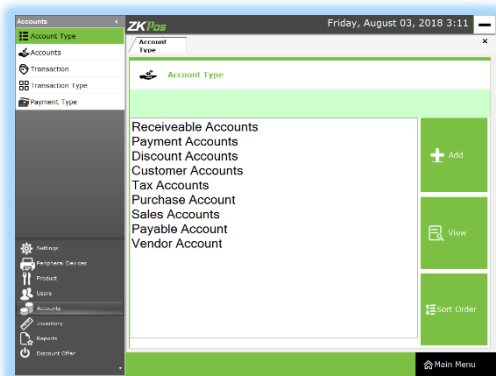 Accounts <
ZKPos
Friday, August 03, 2018 3:11
Account Type
Accounts
Transaction
Transaction Type
Payment Type
Account
Type
×
Account Type
Receiveable Accounts
Payment Accounts
Discount Accounts
Customer Accounts
Tax Accounts
Purchase Account
Sales Accounts
Payable Account
Vendor Account
Add
View
Sort Order
Settings
Peripheral Devices
Product
Users
Accounts
Inventory
Reports
Discount Offer
Main Menu